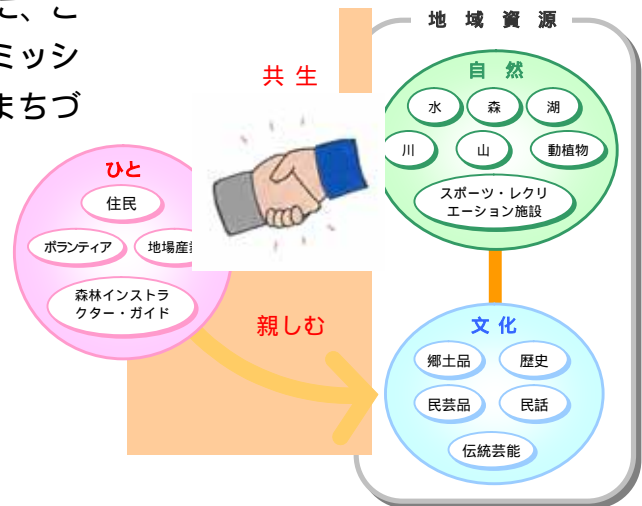 ミッシ
まちづ
地域資源
共生
自然
水
森
湖
川
山
動植物
スポーツ・レクリ
エーション施設
ひと
住民
ボランティア
地場産
森林インストラ
クター・ガイド
親しむ
文化
郷土品
歴史
民芸品
民話
伝統芸能